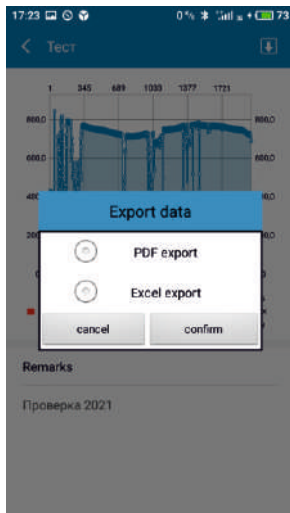 17:23 73
Тест
1 345 689 1033 1377 1721
800,0 800,0
600,0 600,0
Export data
PDF export
Excel export
cancel confirm
Remarks
Проверка 2021